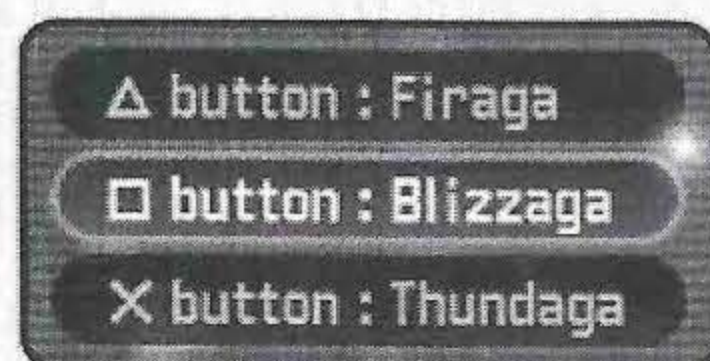 △ button : Firaga
□ button : Blizzaga
✕ button : Thundaga